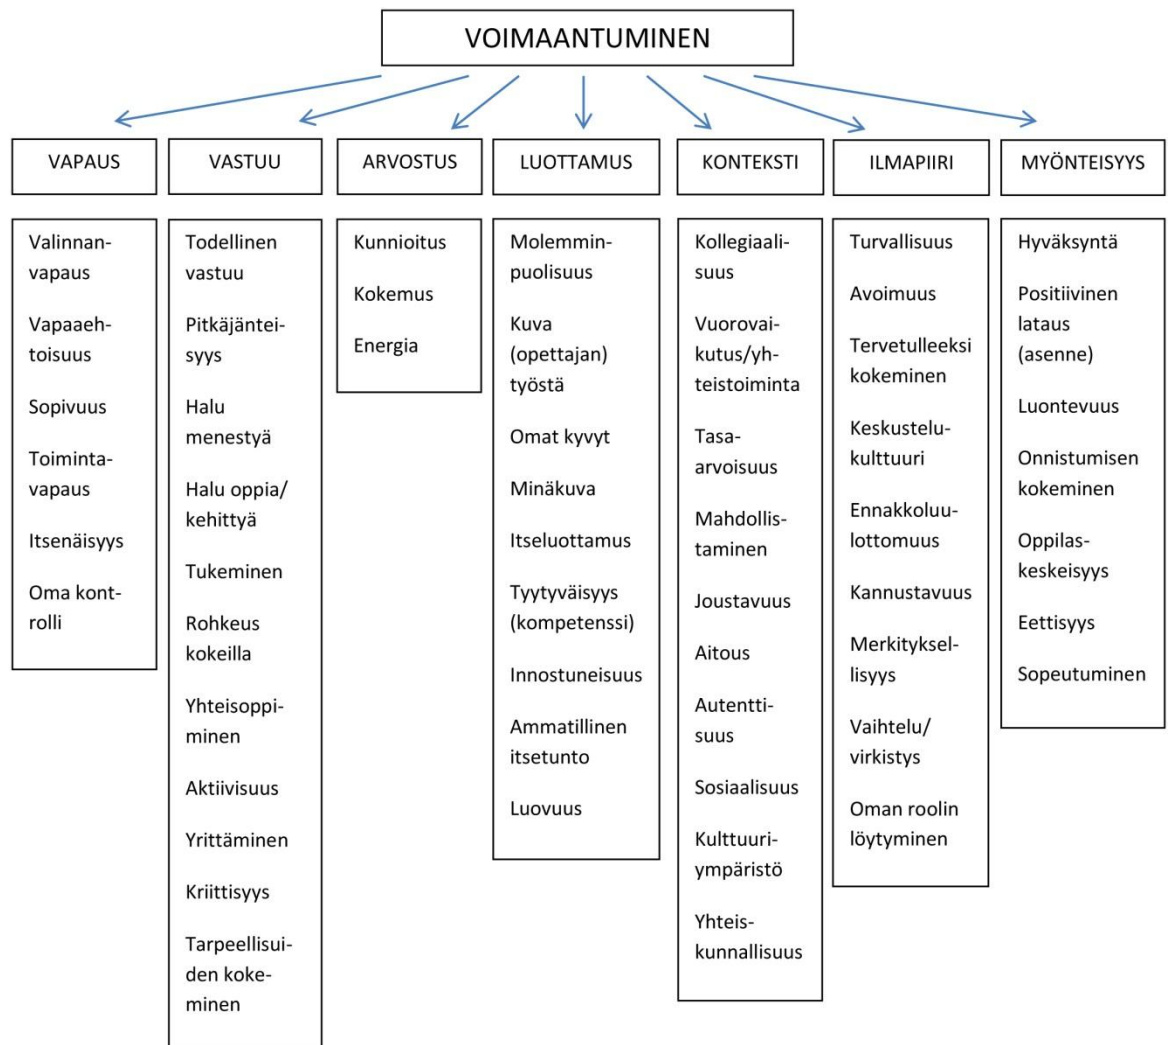 VOIMAANTUMINEN
VAPAUS
VASTUU
ARVOSTUS
LUOTTAMUS
KONTEKSTI
ILMAPIIRI
MYÖNTEISYYS
Valinnan-
vapaus
Vapaaeh-
toisuus
Sopivuus
Toiminta-
vapaus
Itsenäisyys
Oma kont-
rolli
Todellinen
vastuu
Pitkäjäntei-
syys
Halu
menestyä
Halu oppia/
kehittyä
Tukeminen
Rohkeus
kokeilla
Yhteisoppi-
minen
Aktiivisuus
Yrittäminen
Kriittisyys
Tarpeellisui-
den koke-
minen
Kunnioitus
Kokemus
Energia
Molemmin-
puolisuus
Kuva
(opettajan)
työstä
Omat kyvyt
Minäkuva
Itseluottamus
Tyytyväisyys
(kompetenssi)
Innostuneisuus
Ammatillinen
itsetunto
Luovuus
Kollegiaali-
suus
Vuorovai-
kutus/yh-
teistoiminta
Tasa-
arvoisuus
Mahdollis-
taminen
Joustavuus
Aitous
Autentti-
suus
Sosiaalisuus
Kulttuuri-
ympäristö
Yhteis-
kunnallisuus
Turvallisuus
Avoimuus
Tervetulleeksi
kokeminen
Keskustelu-
kulttuuri
Ennakkoluu-
lottomuus
Kannustavuus
Merkityksel-
lisyys
Vaihtelu/
virkistys
Oman roolin
löytyminen
Hyväksyntä
Positiivinen
lataus
(asenne)
Luontevuus
Onnistumisen
kokeminen
Oppilas-
keskeisyys
Eettisyys
Sopeutuminen